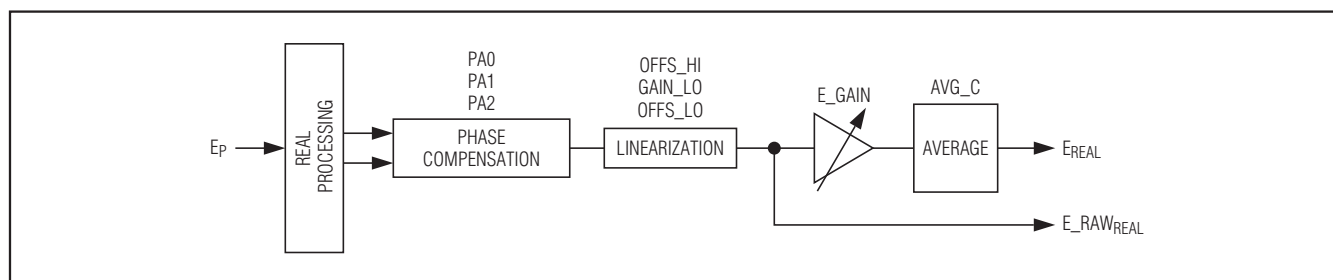 PA0
PA1
PA2
OFFS_HI
GAIN_LO
OFFS_LO
E_GAIN
AVG_C
EP
REAL
PROCESSING
PHASE
COMPENSATION
LINEARIZATION
AVERAGE
EREAL
E_RAWREAL